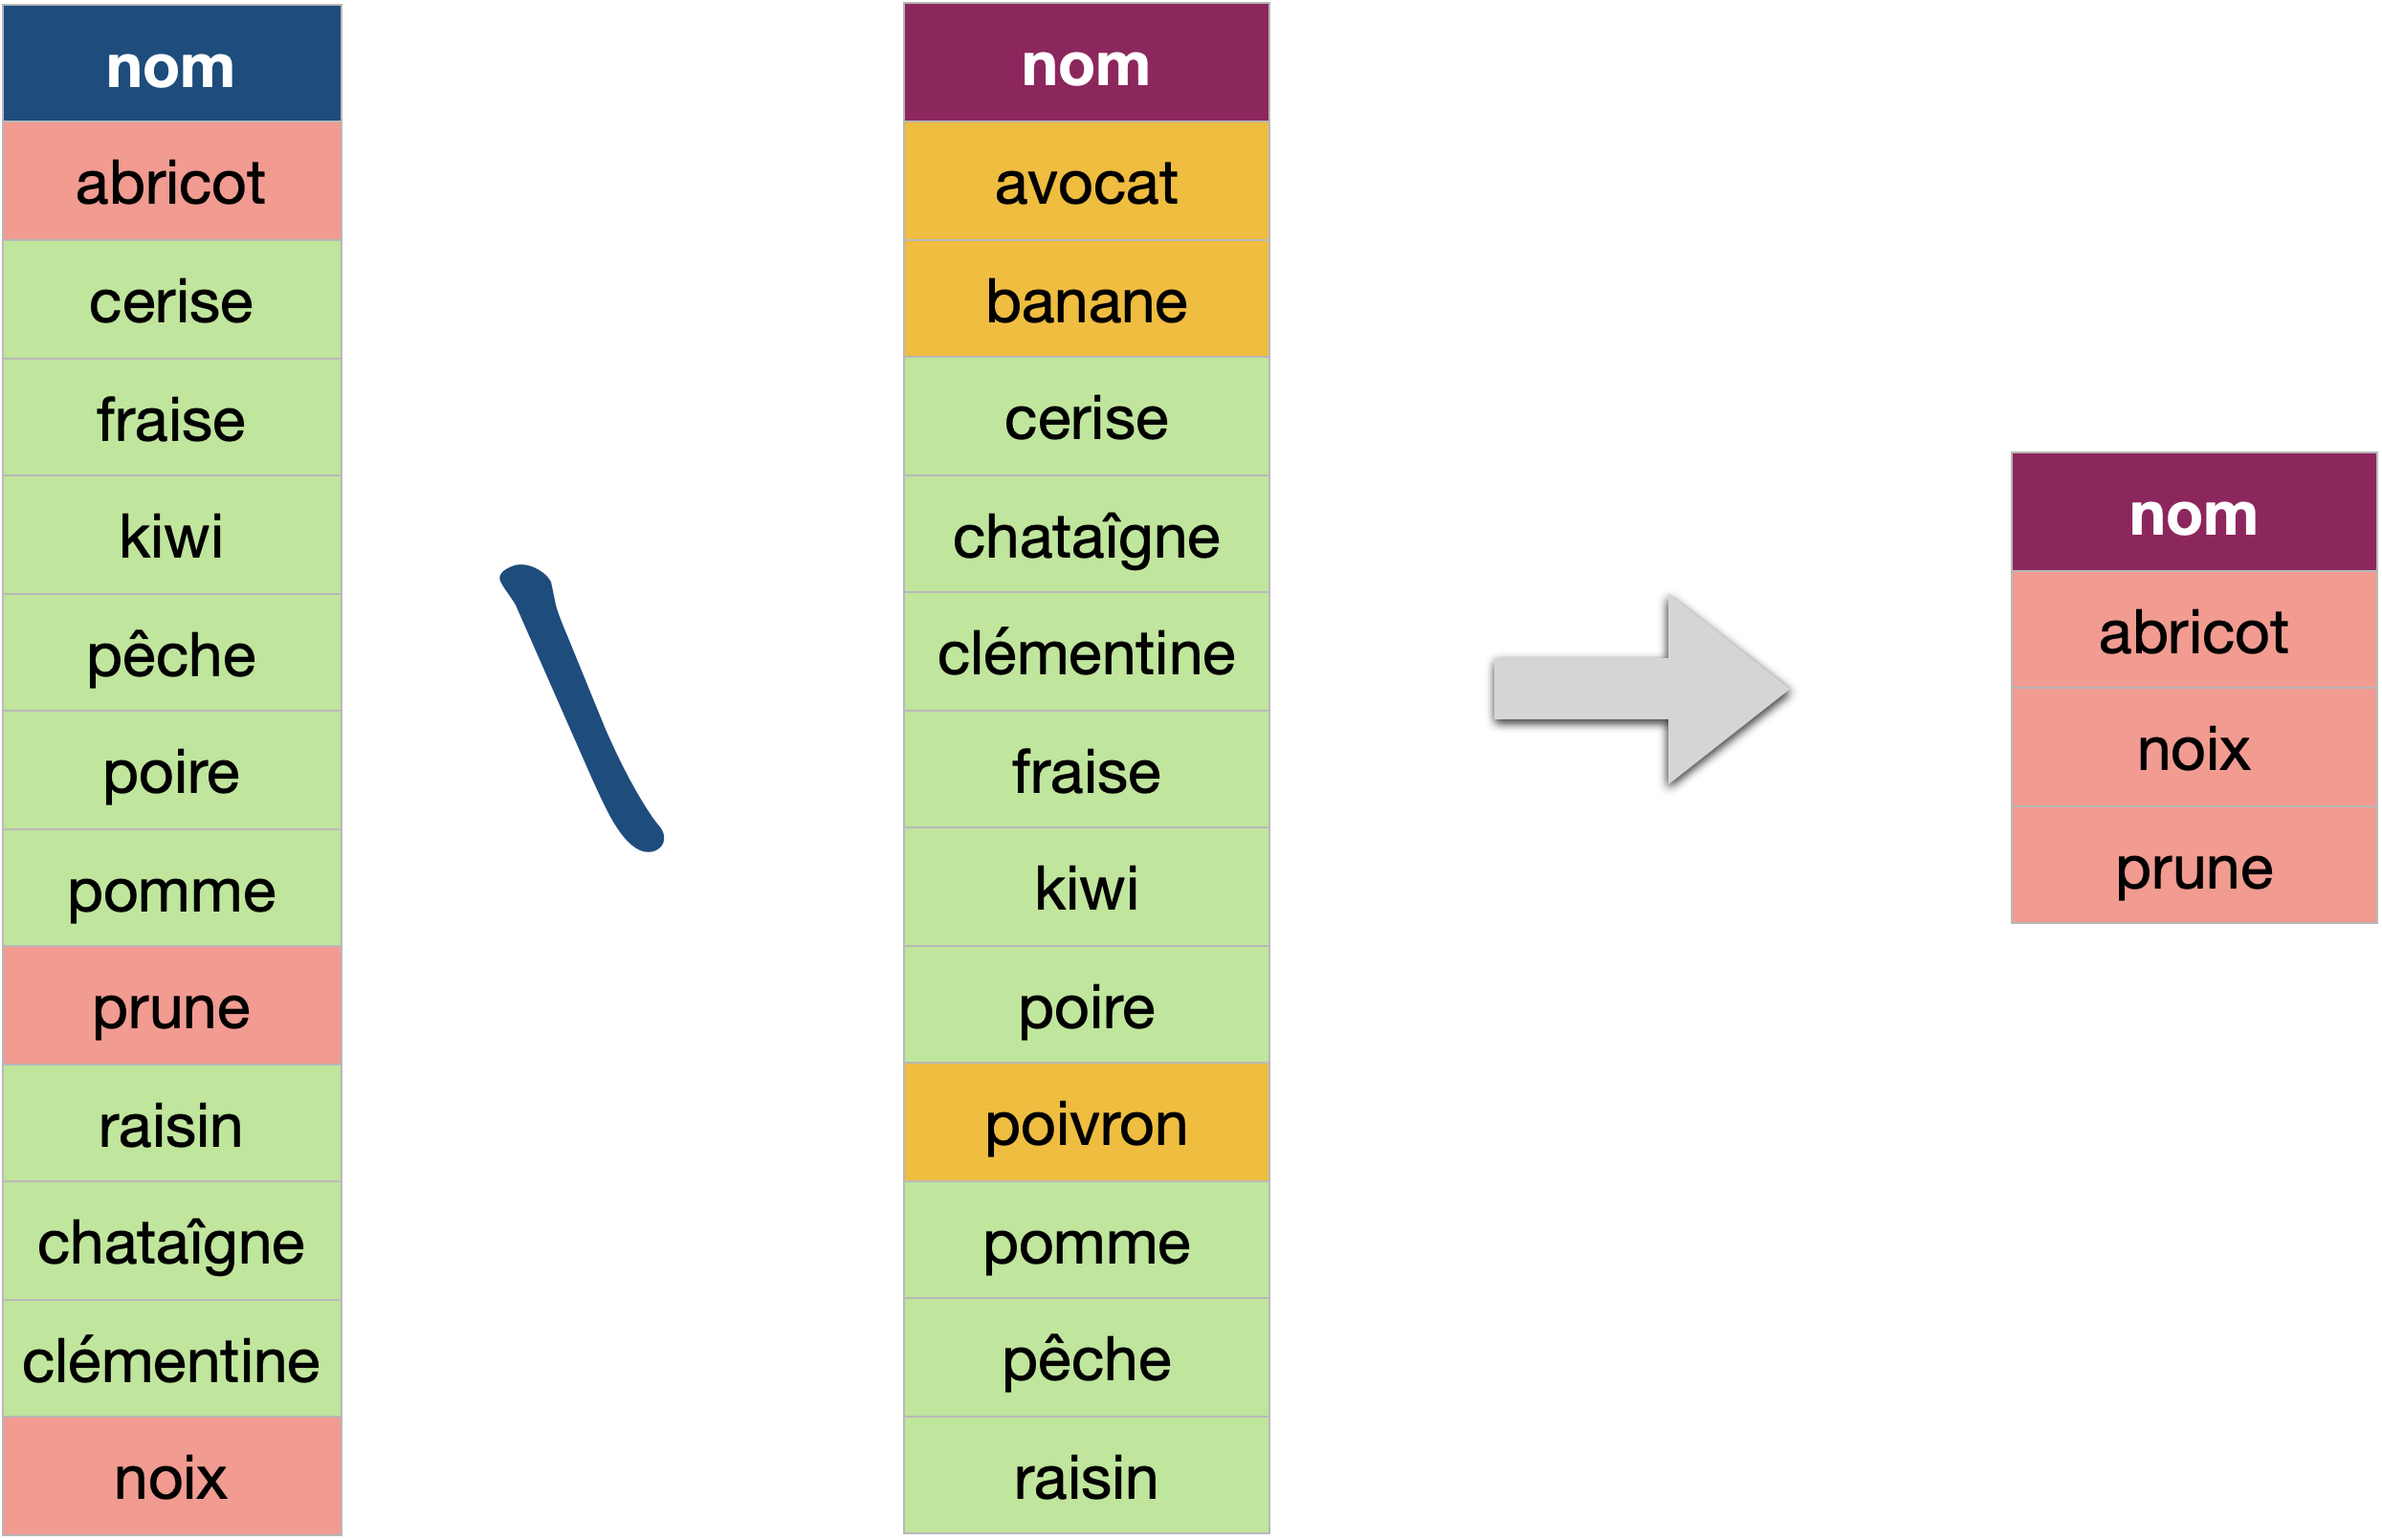 nom
abricot
cerise
fraise
kiwi
pêche
poire
pomme
prune
raisin
chataîgne
clémentine
noix
\
nom
avocat
banane
cerise
chataîgne
clémentine
fraise
kiwi
poire
poivron
pomme
pêche
raisin
nom
abricot
noix
prune